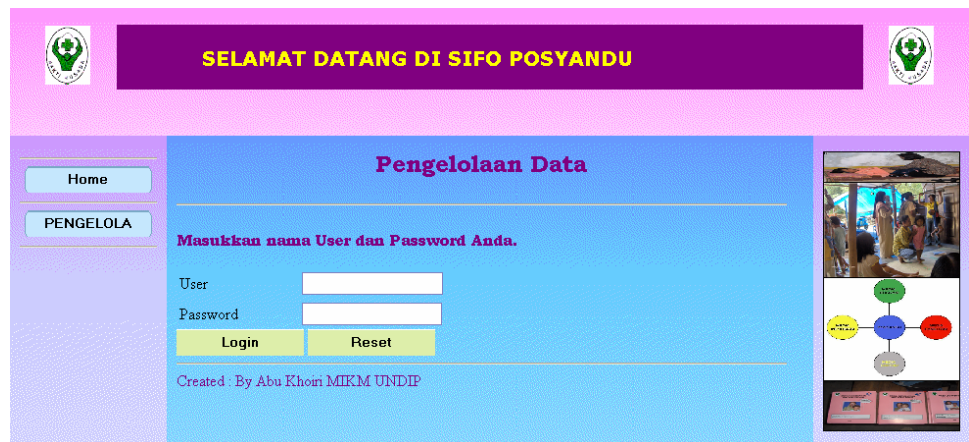 SELAMAT DATANG DI SIFO POSYANDU
Home
PENGELOLA
Pengelolaan Data
Masukkan nama User dan Password Anda.
User
Password
Login
Reset
Created : By Abu Khoiri MIKM UNDIP